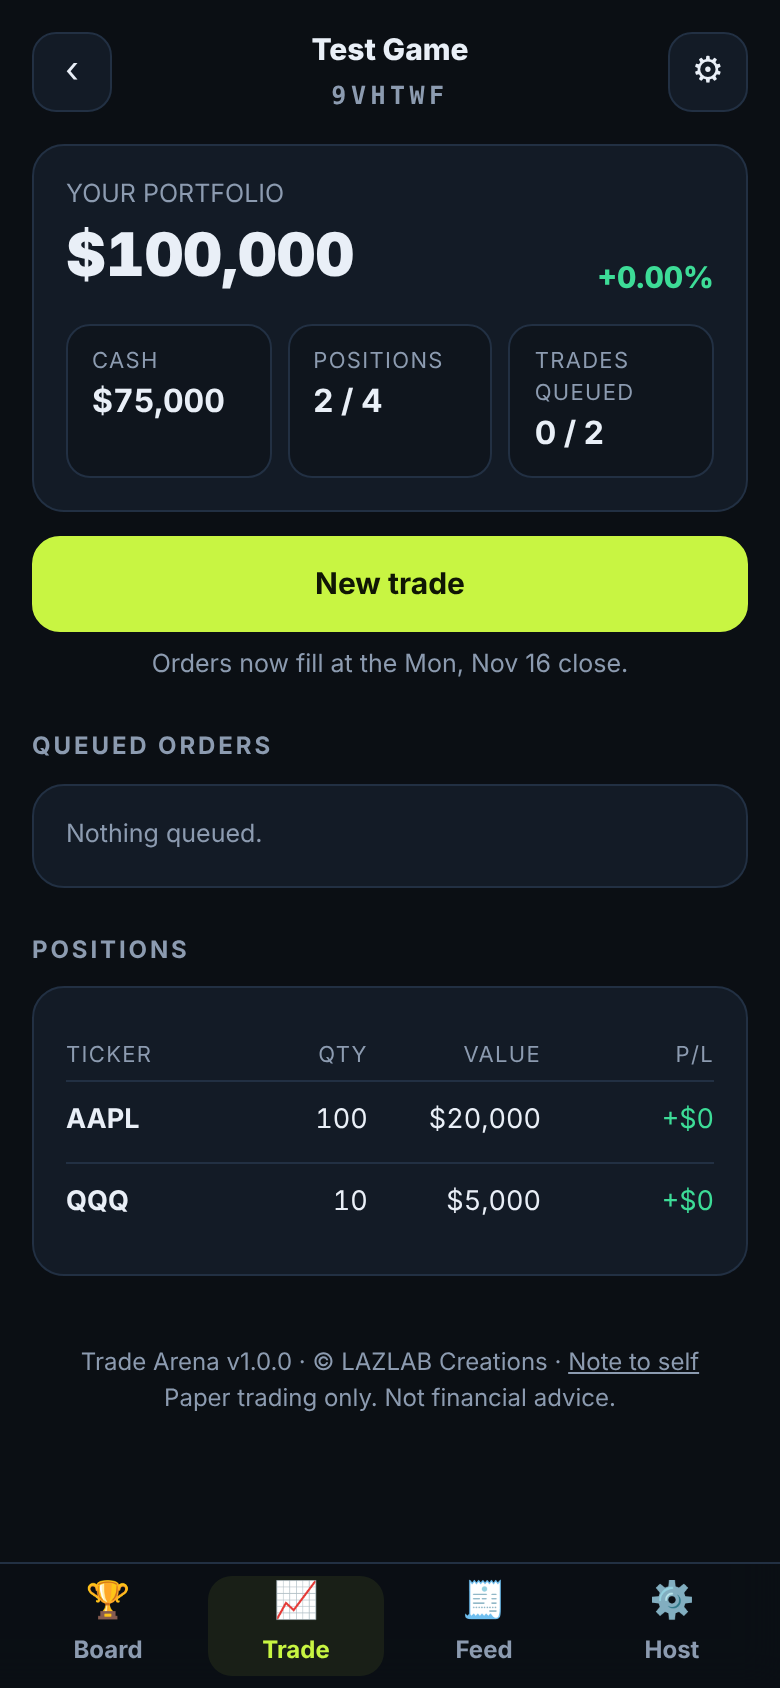 ‹
Test Game
9VHTWF
YOUR PORTFOLIO
$100,000
+0.00%
CASH
$75,000
POSITIONS
2 / 4
TRADES
QUEUED
0 / 2
New trade
Orders now fill at the Mon, Nov 16 close.
QUEUED ORDERS
Nothing queued.
POSITIONS
TICKER QTY VALUE P/L
AAPL 100 $20,000 +$0
QQQ 10 $5,000 +$0
Trade Arena v1.0.0 · © LAZLAB Creations · Note to self
Paper trading only. Not financial advice.
Board Trade Feed Host